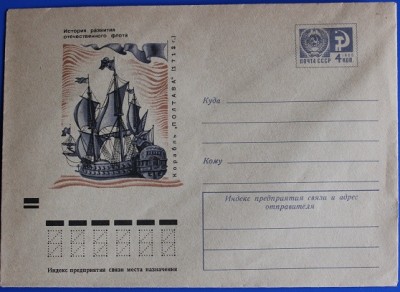 История развития
отечественного флота
Корабль „ПОЛТАВА" (1712 г.)
ПОЧТА СССР
4 КОП
Куда
Кому
Индекс предприятия связи и адрес
отправителя
Индекс предприятия связи места назначения